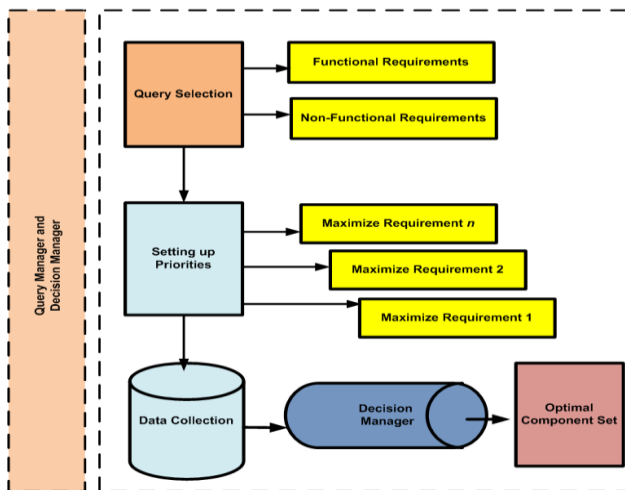 Query Manager and
Decision Manager
Query Selection
Functional Requirements
Non-Functional Requirements
Setting up
Priorities
Maximize Requirement n
Maximize Requirement 2
Maximize Requirement 1
Data Collection
Decision
Manager
Optimal
Component Set